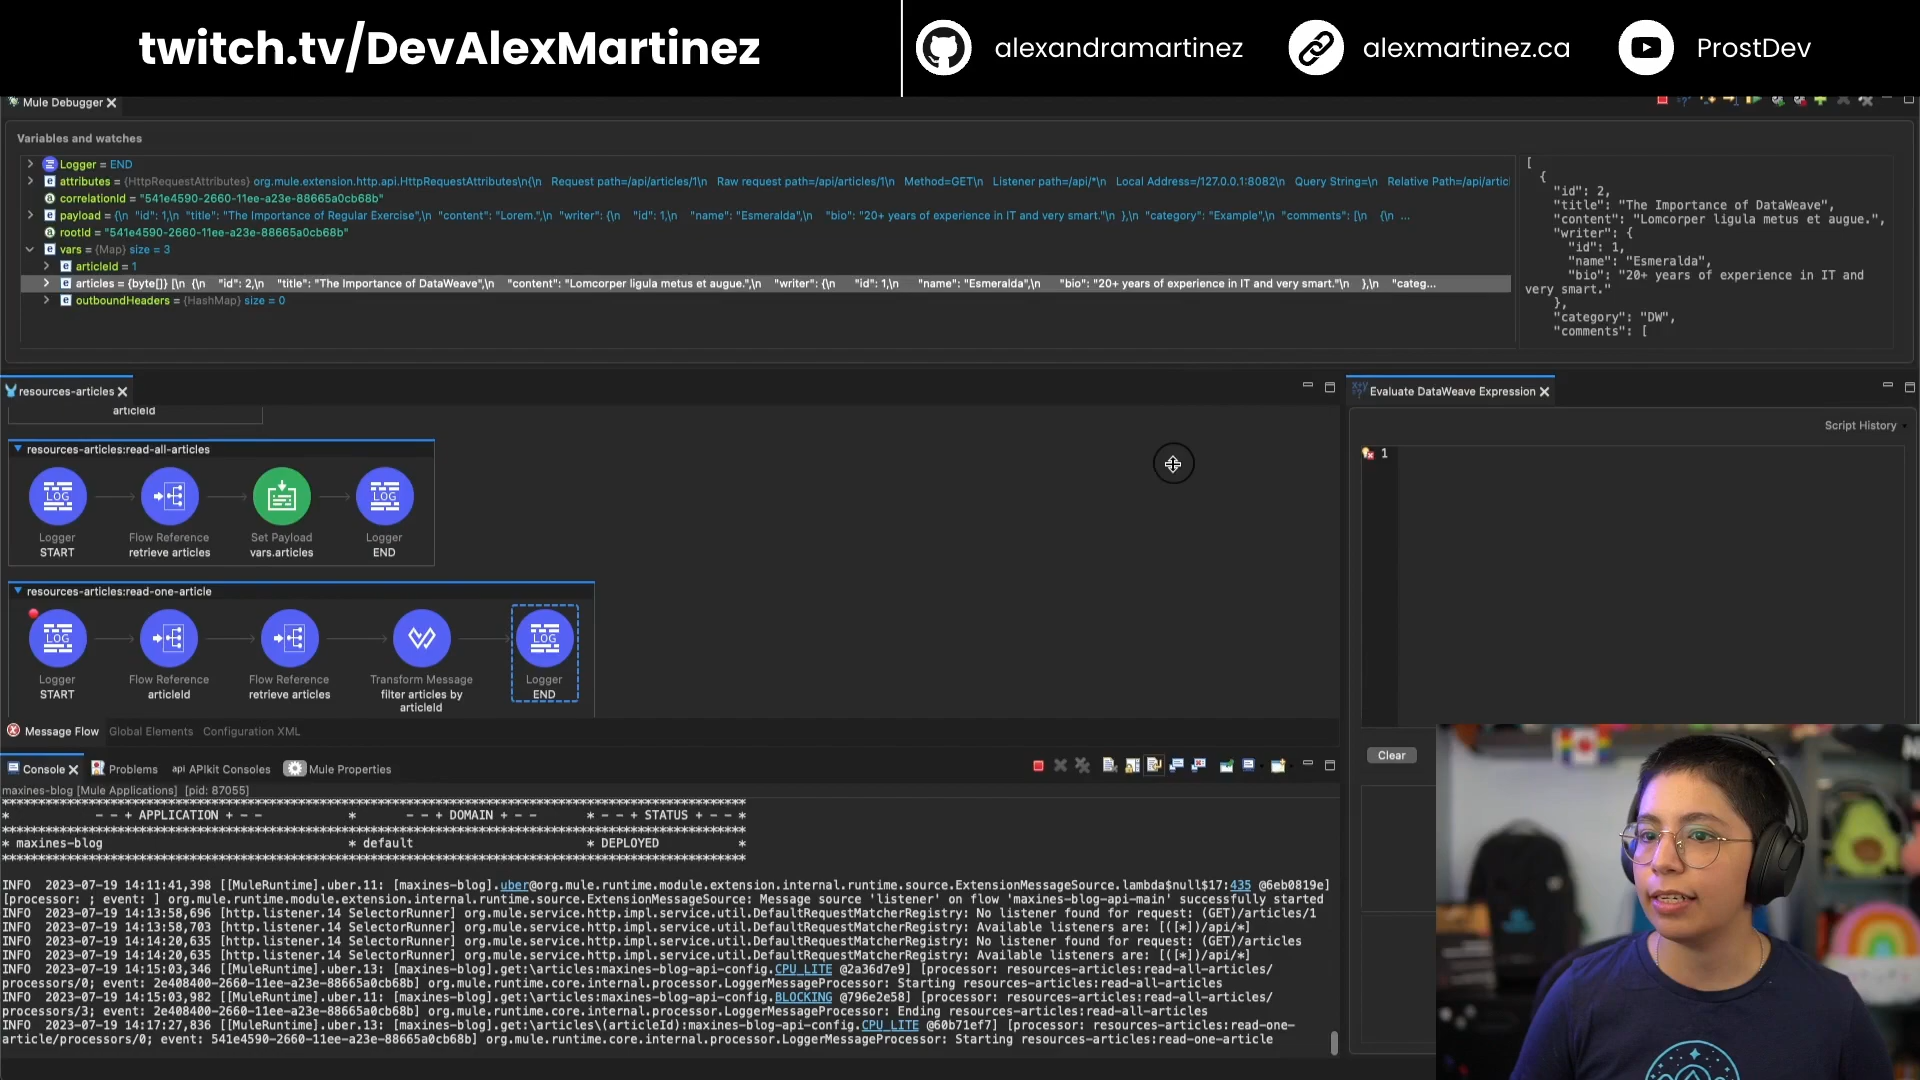 twitch.tv/DevAlexMartinez
alexandramartinez
alexmartinez.ca
ProstDev
Mule Debugger
Variables and watches
Logger = END
attributes = {HttpRequestAttributes} org.mule.extension.http.api.HttpRequestAttributes\n{\n   Request path=/api/articles/1\n   Raw request path=/api/articles/1\n   Method=GET\n   Listener path=/api/*\n   Local Address=/127.0.0.1:8082\n   Query String=\n   Relative Path=/api/articl
correlationId = "541e4590-2660-11ee-a23e-88665a0cb68b"
payload = {\n  "id": 1,\n  "title": "The Importance of Regular Exercise",\n  "content": "Lorem.",\n  "writer": {\n    "id": 1,\n    "name": "Esmeralda",\n    "bio": "20+ years of experience in IT and very smart."\n  },\n  "category": "Example",\n  "comments": [\n    {\n   ...
rootId = "541e4590-2660-11ee-a23e-88665a0cb68b"
vars = {Map} size = 3
articleId = 1
articles = {byte[]} [\n  {\n    "id": 2,\n    "title": "The Importance of DataWeave",\n    "content": "Lomcorper ligula metus et augue.",\n    "writer": {\n      "id": 1,\n      "name": "Esmeralda",\n      "bio": "20+ years of experience in IT and very smart."\n    },\n    "categ...
outboundHeaders = {HashMap} size = 0
[
{
"id": 2,
"title": "The Importance of DataWeave",
"content": "Lomcorper ligula metus et augue.",
"writer": {
"id": 1,
"name": "Esmeralda",
"bio": "20+ years of experience in IT and
very smart."
},
"category": "DW",
"comments": [
resources-articles
articleId
resources-articles:read-all-articles
LOG LOG
Logger Flow Reference Set Payload Logger
START retrieve articles vars.articles END
resources-articles:read-one-article
LOG LOG
Logger Flow Reference Flow Reference Transform Message Logger
START articleId retrieve articles filter articles by END
articleId
Message Flow Global Elements Configuration XML
Evaluate DataWeave Expression
Script History
1
Clear
Console Problems api APIkit Consoles Mule Properties
maxines-blog [Mule Applications] [pid: 87055]
**********************************************************************************
*            - - + APPLICATION + - -            *       - - + DOMAIN + - -       * - - + STATUS + - - *
**********************************************************************************
* maxines-blog                                  * default                        * DEPLOYED           *
**********************************************************************************
INFO  2023-07-19 14:11:41,398 [[MuleRuntime].uber.11: [maxines-blog].uber@org.mule.runtime.module.extension.internal.runtime.source.ExtensionMessageSource.lambda$null$17:435 @6eb0819e]
[processor: ; event: ] org.mule.runtime.module.extension.internal.runtime.source.ExtensionMessageSource: Message source 'listener' on flow 'maxines-blog-api-main' successfully started
INFO  2023-07-19 14:13:58,696 [http.listener.14 SelectorRunner] org.mule.service.http.impl.service.util.DefaultRequestMatcherRegistry: No listener found for request: (GET)/articles/1
INFO  2023-07-19 14:13:58,703 [http.listener.14 SelectorRunner] org.mule.service.http.impl.service.util.DefaultRequestMatcherRegistry: Available listeners are: [([*])/api/*]
INFO  2023-07-19 14:14:20,635 [http.listener.14 SelectorRunner] org.mule.service.http.impl.service.util.DefaultRequestMatcherRegistry: No listener found for request: (GET)/articles
INFO  2023-07-19 14:14:20,635 [http.listener.14 SelectorRunner] org.mule.service.http.impl.service.util.DefaultRequestMatcherRegistry: Available listeners are: [([*])/api/*]
INFO  2023-07-19 14:15:03,346 [[MuleRuntime].uber.13: [maxines-blog].get:\articles:maxines-blog-api-config.CPU_LITE @2a36d7e9] [processor: resources-articles:read-all-articles/
processors/0; event: 2e408400-2660-11ee-a23e-88665a0cb68b] org.mule.runtime.core.internal.processor.LoggerMessageProcessor: Starting resources-articles:read-all-articles
INFO  2023-07-19 14:15:03,982 [[MuleRuntime].uber.11: [maxines-blog].get:\articles:maxines-blog-api-config.BLOCKING @796e2e58] [processor: resources-articles:read-all-articles/
processors/3; event: 2e408400-2660-11ee-a23e-88665a0cb68b] org.mule.runtime.core.internal.processor.LoggerMessageProcessor: Ending resources-articles:read-all-articles
INFO  2023-07-19 14:17:27,836 [[MuleRuntime].uber.13: [maxines-blog].get:\articles\(articleId):maxines-blog-api-config.CPU_LITE @60b71ef7] [processor: resources-articles:read-one-
article/processors/0; event: 541e4590-2660-11ee-a23e-88665a0cb68b] org.mule.runtime.core.internal.processor.LoggerMessageProcessor: Starting resources-articles:read-one-article